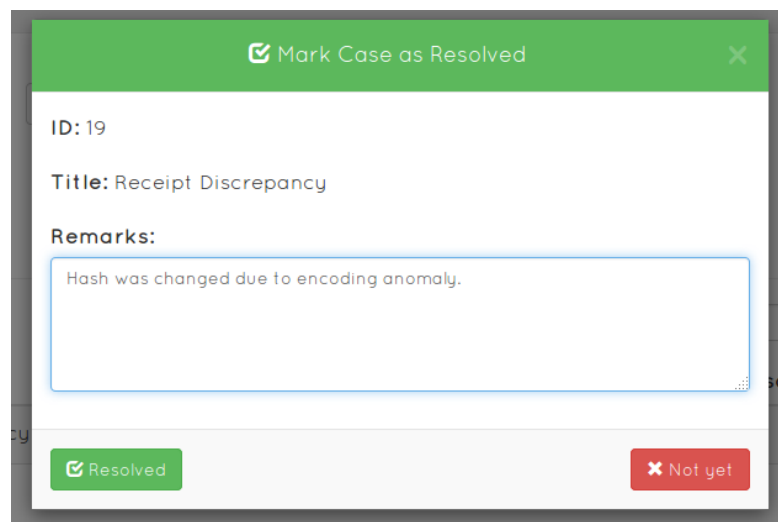 Mark Case as Resolved
ID: 19
Title: Receipt Discrepancy
Remarks:
Hash was changed due to encoding anomaly.
Resolved
Not yet